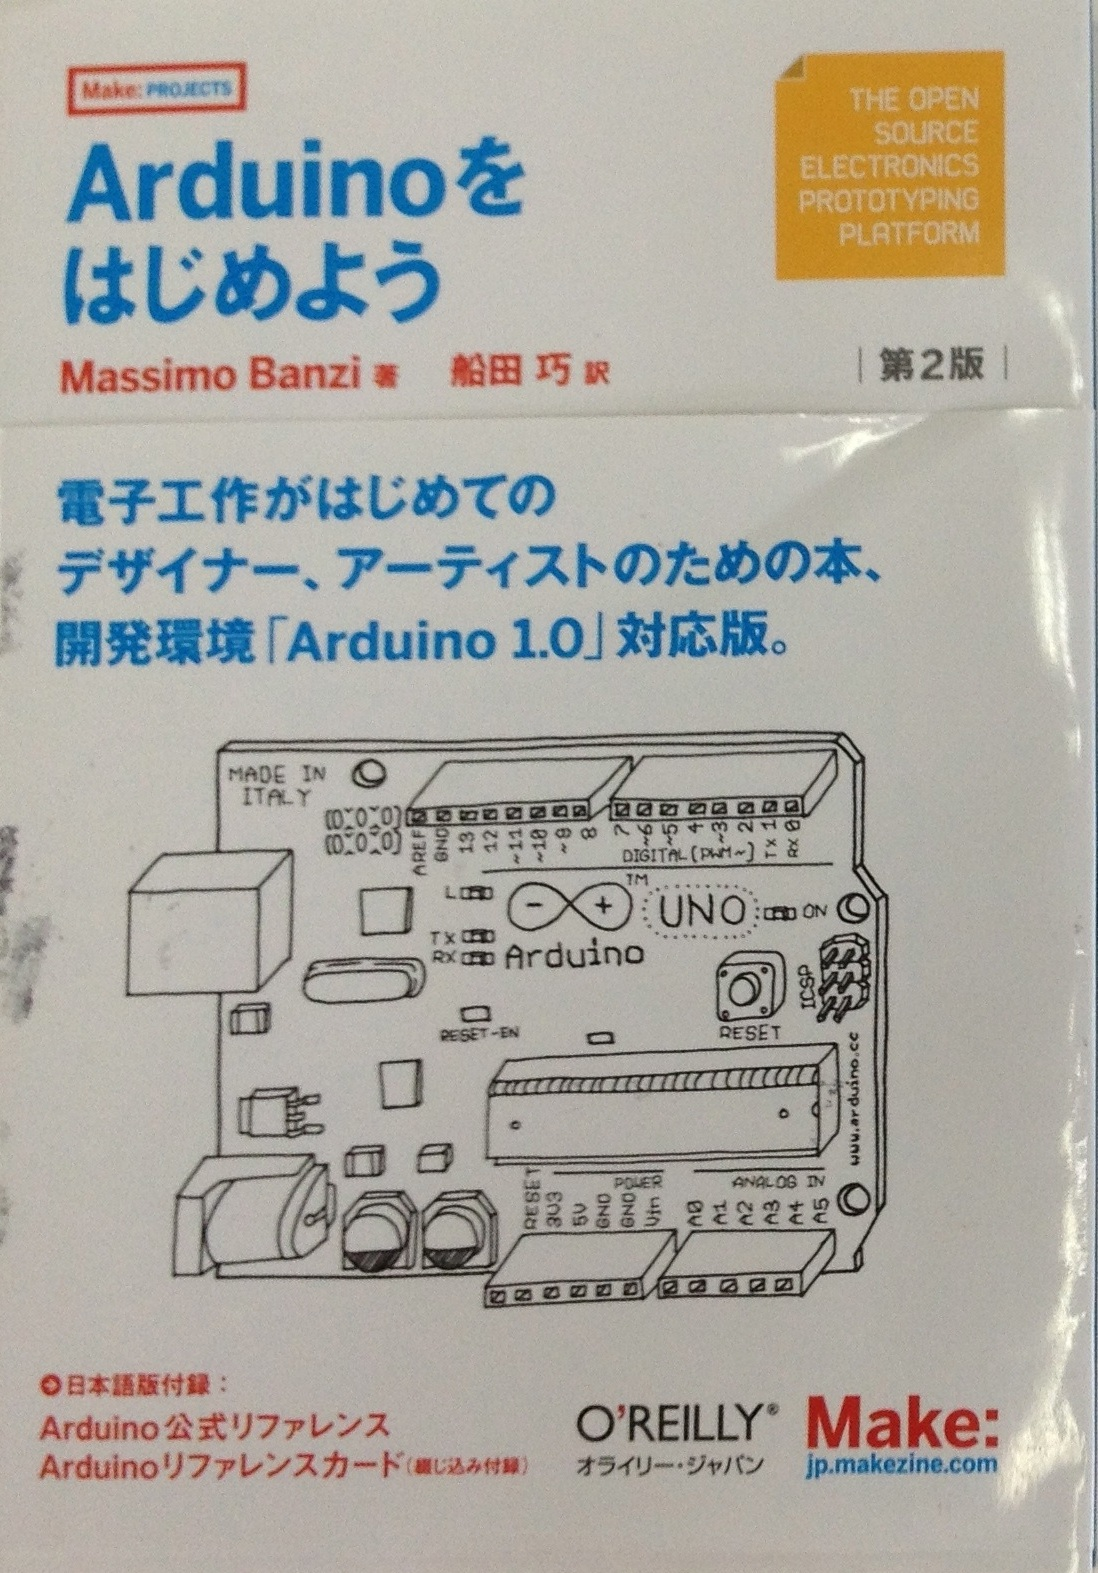 Make: PROJECTS
THE OPEN
SOURCE
ELECTRONICS
PROTOTYPING
PLATFORM
Arduinoを
はじめよう
Massimo Banzi 著 船田 巧 訳
第2版
電子工作がはじめての
デザイナー、アーティストのための本、
開発環境「Arduino 1.0」対応版。
MADE IN
ITALY
AREF
GND
13
12
~11
~10
~9
8
7
~6
~5
4
~3
2
TX 1
RX 0
DIGITAL (PWM~)
L
TM
UNO
ON
TX
RX
Arduino
ICSP
RESET-EN
RESET
www.arduino.cc
POWER
ANALOG IN
RESET
3V3
5V
GND
GND
Vin
A0
A1
A2
A3
A4
A5
日本語版付録：
Arduino公式リファレンス
Arduinoリファレンスカード(綴じ込み付録)
O'REILLY®
オライリー・ジャパン
Make:
jp.makezine.com